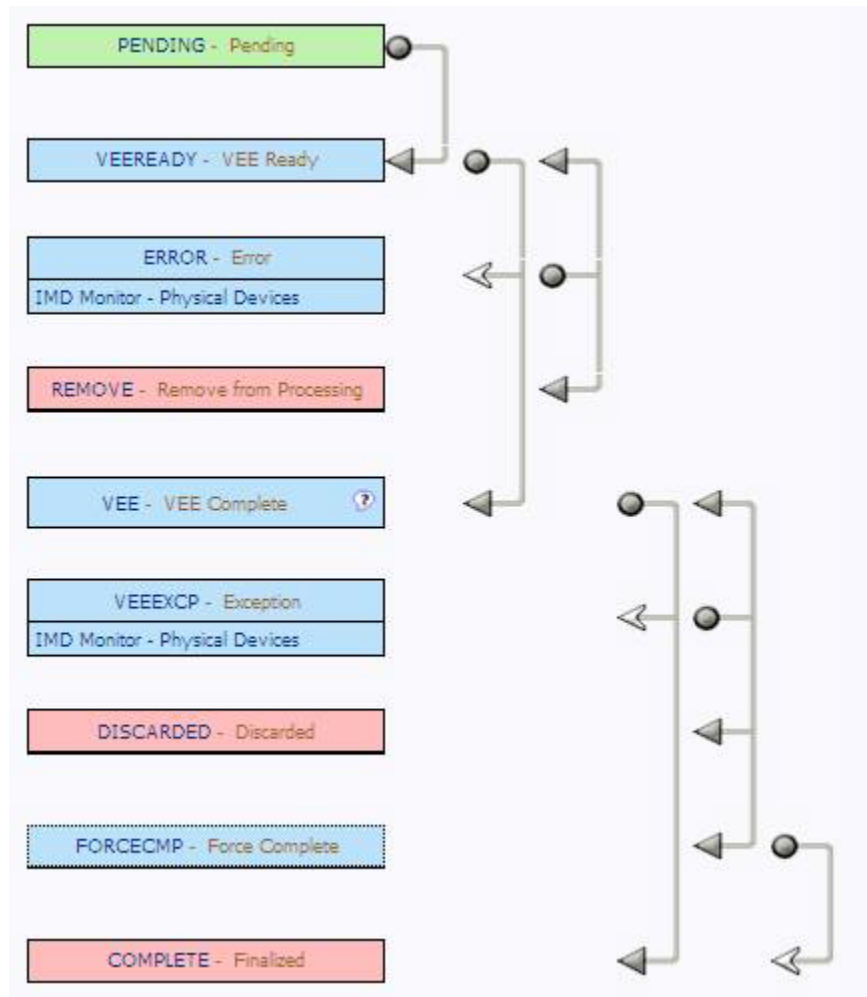 PENDING - Pending
VEEREADY - VEE Ready
ERROR - Error
IMD Monitor - Physical Devices
REMOVE - Remove from Processing
VEE - VEE Complete ?
VEEEXCP - Exception
IMD Monitor - Physical Devices
DISCARDED - Discarded
FORCECMP - Force Complete
COMPLETE - Finalized